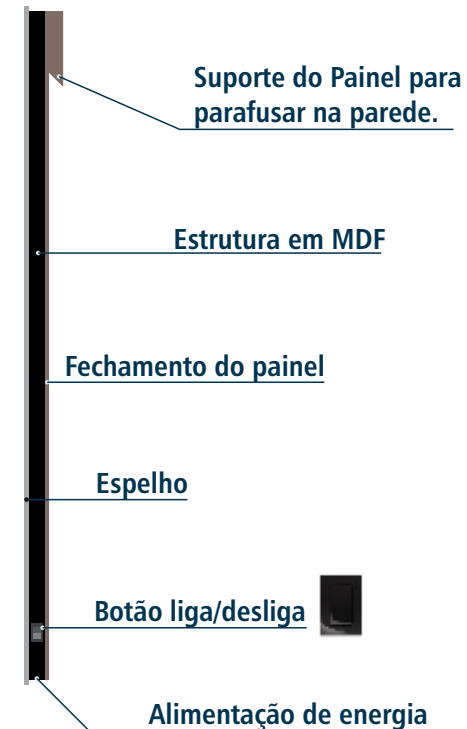 Suporte do Painel para
parafusar na parede.
Estrutura em MDF
Fechamento do painel
Espelho
Botão liga/desliga
Alimentação de energia